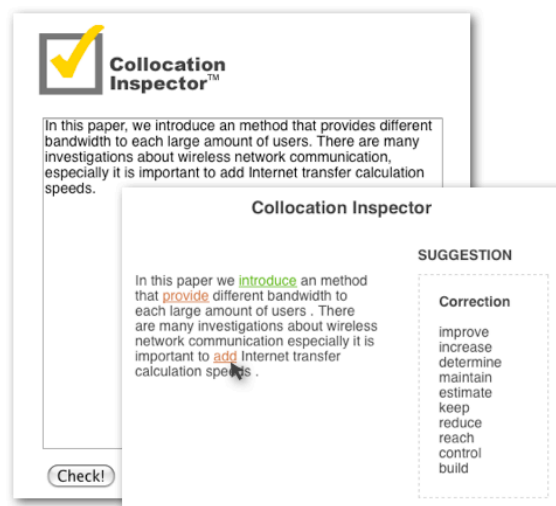 Collocation
Inspector™
In this paper, we introduce an method that provides different
bandwidth to each large amount of users. There are many
investigations about wireless network communication,
especially it is important to add Internet transfer calculation
speeds.
Check!
Collocation Inspector
In this paper we introduce an method
that provide different bandwidth to
each large amount of users . There
are many investigations about wireless
network communication especially it is
important to add Internet transfer
calculation speeds .
SUGGESTION
Correction
improve
increase
determine
maintain
estimate
keep
reduce
reach
control
build